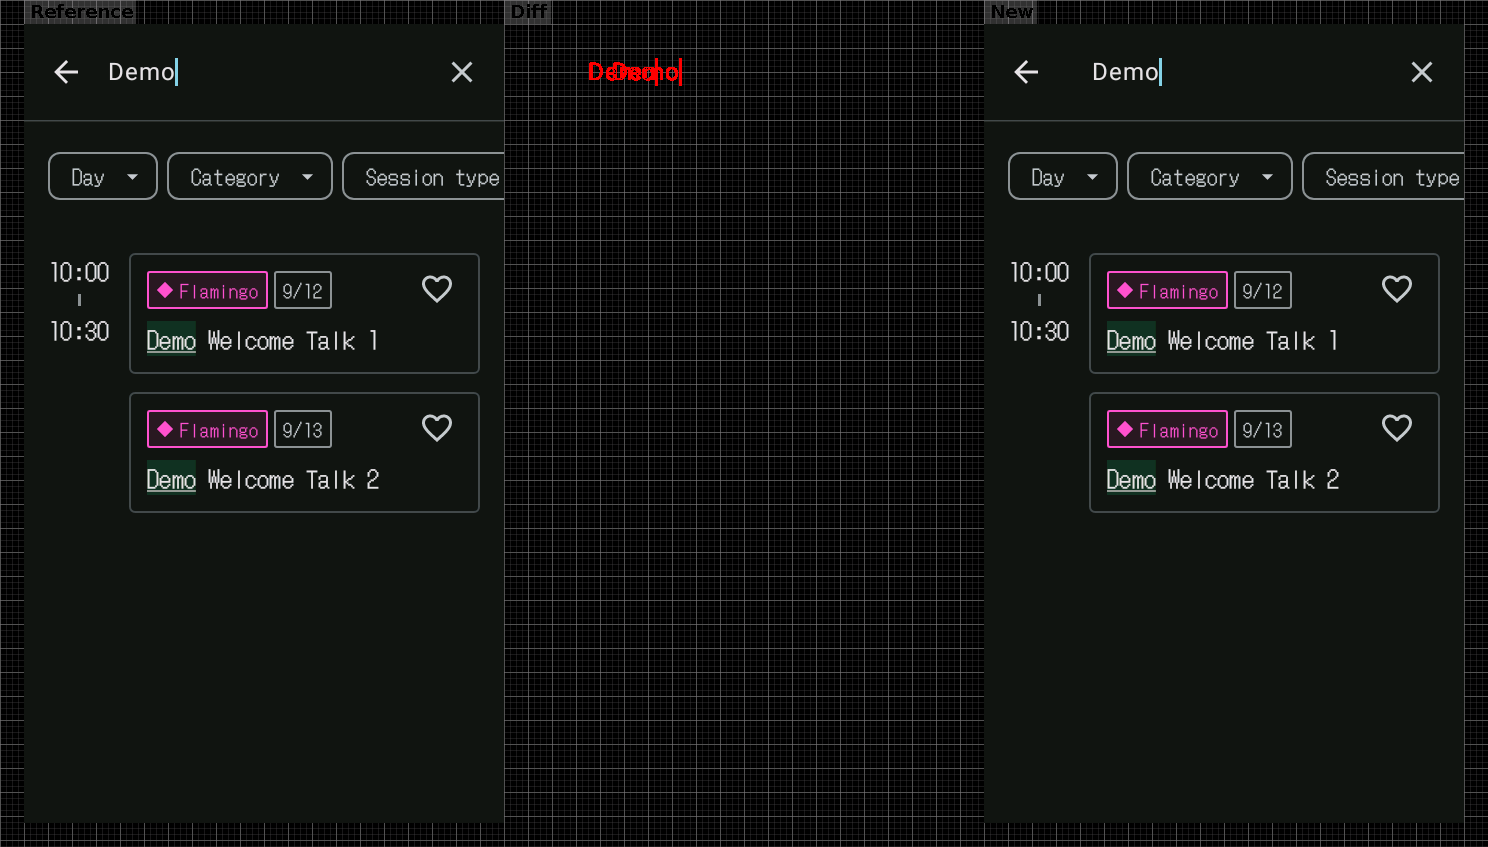 Reference
Demo
Day
Category
Session type
10:00
10:30
Flamingo 9/12
Demo Welcome Talk 1
Flamingo 9/13
Demo Welcome Talk 2
Diff
Demo Demo
New
Demo
Day
Category
Session type
10:00
10:30
Flamingo 9/12
Demo Welcome Talk 1
Flamingo 9/13
Demo Welcome Talk 2